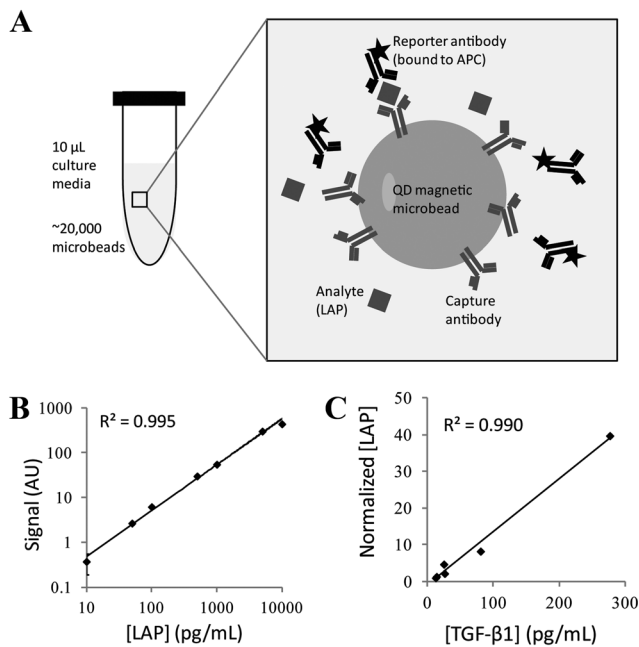 A
Reporter antibody
(bound to APC)
10 µL
culture
media
~20,000
microbeads
QD magnetic
microbead
Analyte
(LAP)
Capture
antibody
B
R² = 0.995
Signal (AU)
1000
100
10
1
0.1
10 100 1000 10000
[LAP] (pg/mL)
C
R² = 0.990
Normalized [LAP]
50
40
30
20
10
0
0 100 200 300
[TGF-β1] (pg/mL)